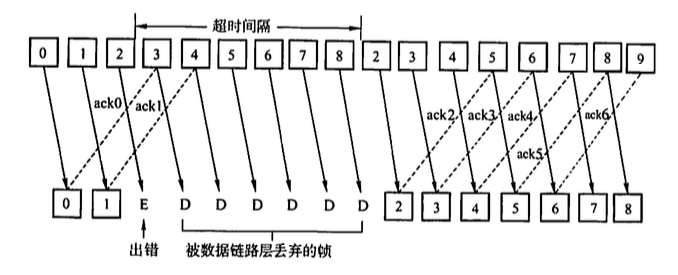 超时间隔
0 1 2 3 4 5 6 7 8 2 3 4 5 6 7 8 9
ack0 ack1 ack2 ack3 ack4 ack5 ack6
0 1 E D D D D D D 2 3 4 5 6 7 8
出错 被数据链路层丢弃的帧